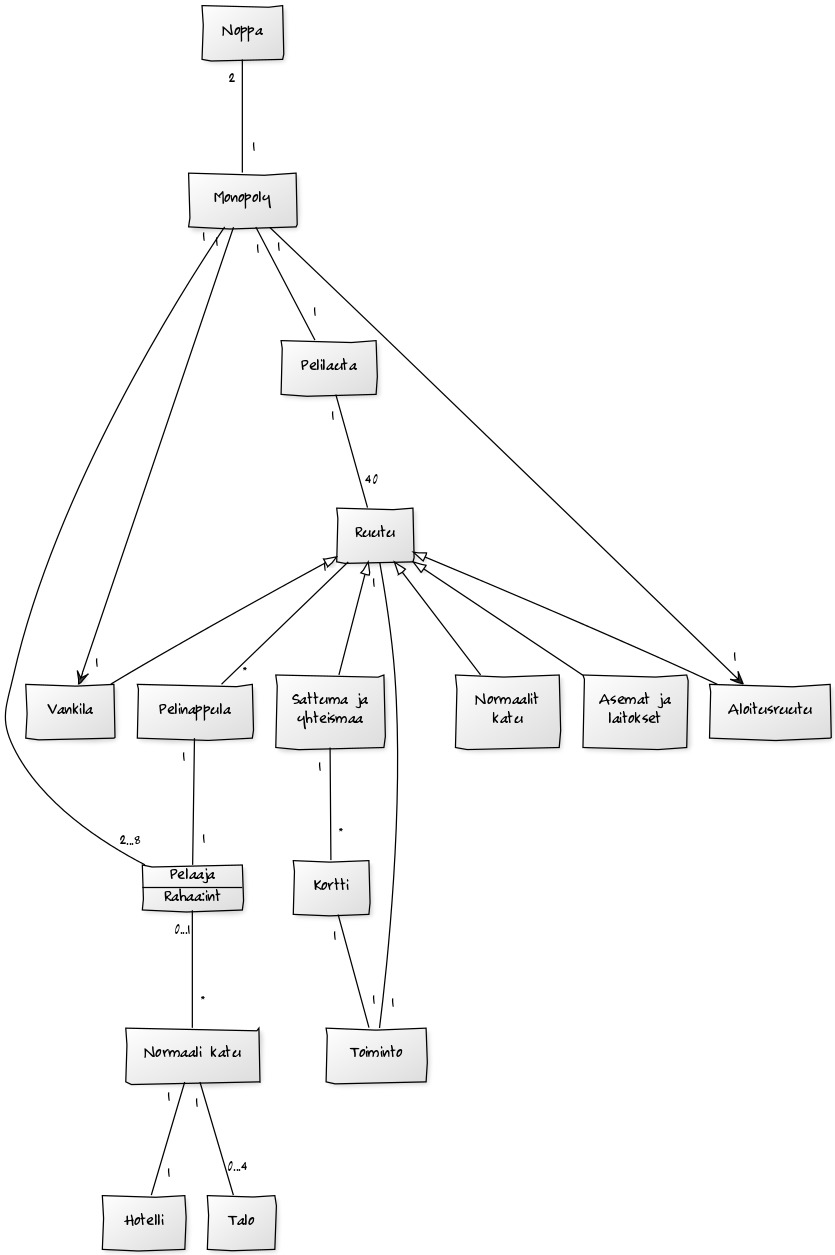 Noppa
2
1
Monopoly
1
1
1
1
1
Pelilauta
1
40
Ruutu
1
1
1
1
*
Vankila
Pelinappula
Sattuma ja
yhteismaa
Normaalit
katu
Asemat ja
laitokset
Aloitusruutu
1
1
*
2...8
1
Pelaaja
Rahaa:int
Kortti
0...1
1
*
1
1
Normaali katu
Toiminto
1
1
1
0...4
Hotelli
Talo